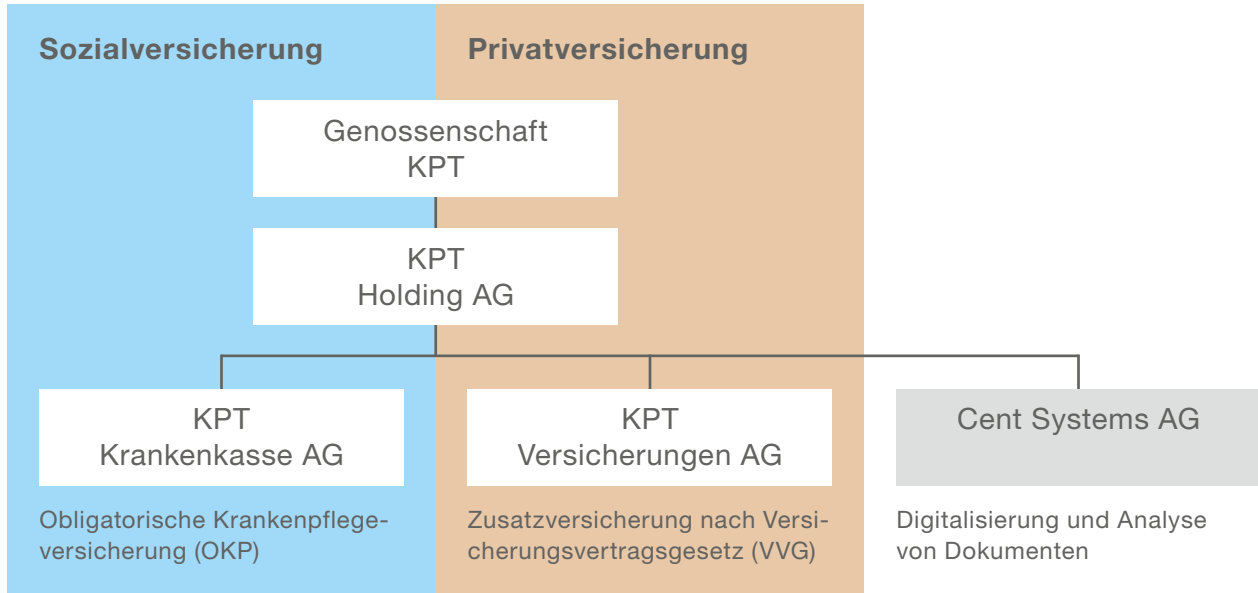 Sozialversicherung
Privatversicherung
Genossenschaft
KPT
KPT
Holding AG
KPT
Krankenkasse AG
KPT
Versicherungen AG
Cent Systems AG
Obligatorische Krankenpflege-
versicherung (OKP)
Zusatzversicherung nach Versi-
cherungsvertragsgesetz (VVG)
Digitalisierung und Analyse
von Dokumenten